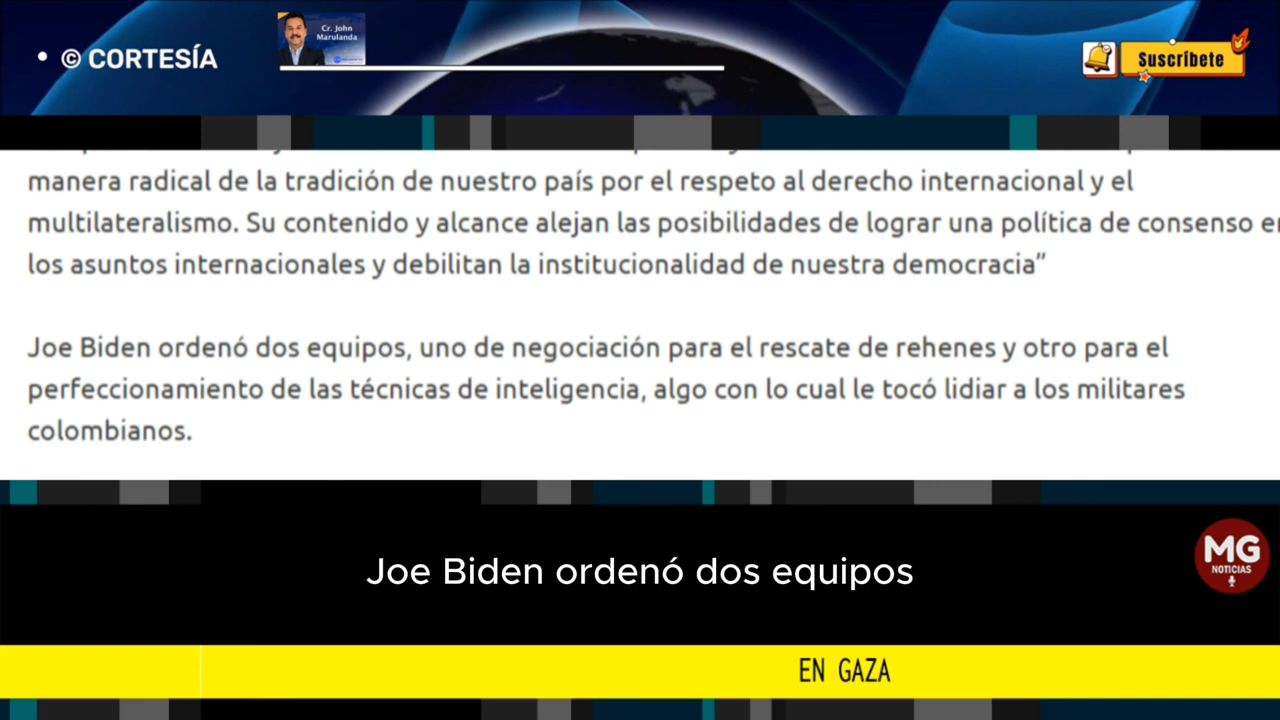 • © CORTESÍA
Cr. John
Marulanda
Suscríbete
manera radical de la tradición de nuestro país por el respeto al derecho internacional y el
multilateralismo. Su contenido y alcance alejan las posibilidades de lograr una política de consenso
los asuntos internacionales y debilitan la institucionalidad de nuestra democracia”
Joe Biden ordenó dos equipos, uno de negociación para el rescate de rehenes y otro para el
perfeccionamiento de las técnicas de inteligencia, algo con lo cual le tocó lidiar a los militares
colombianos.
Joe Biden ordenó dos equipos
MG
NOTICIAS
EN GAZA